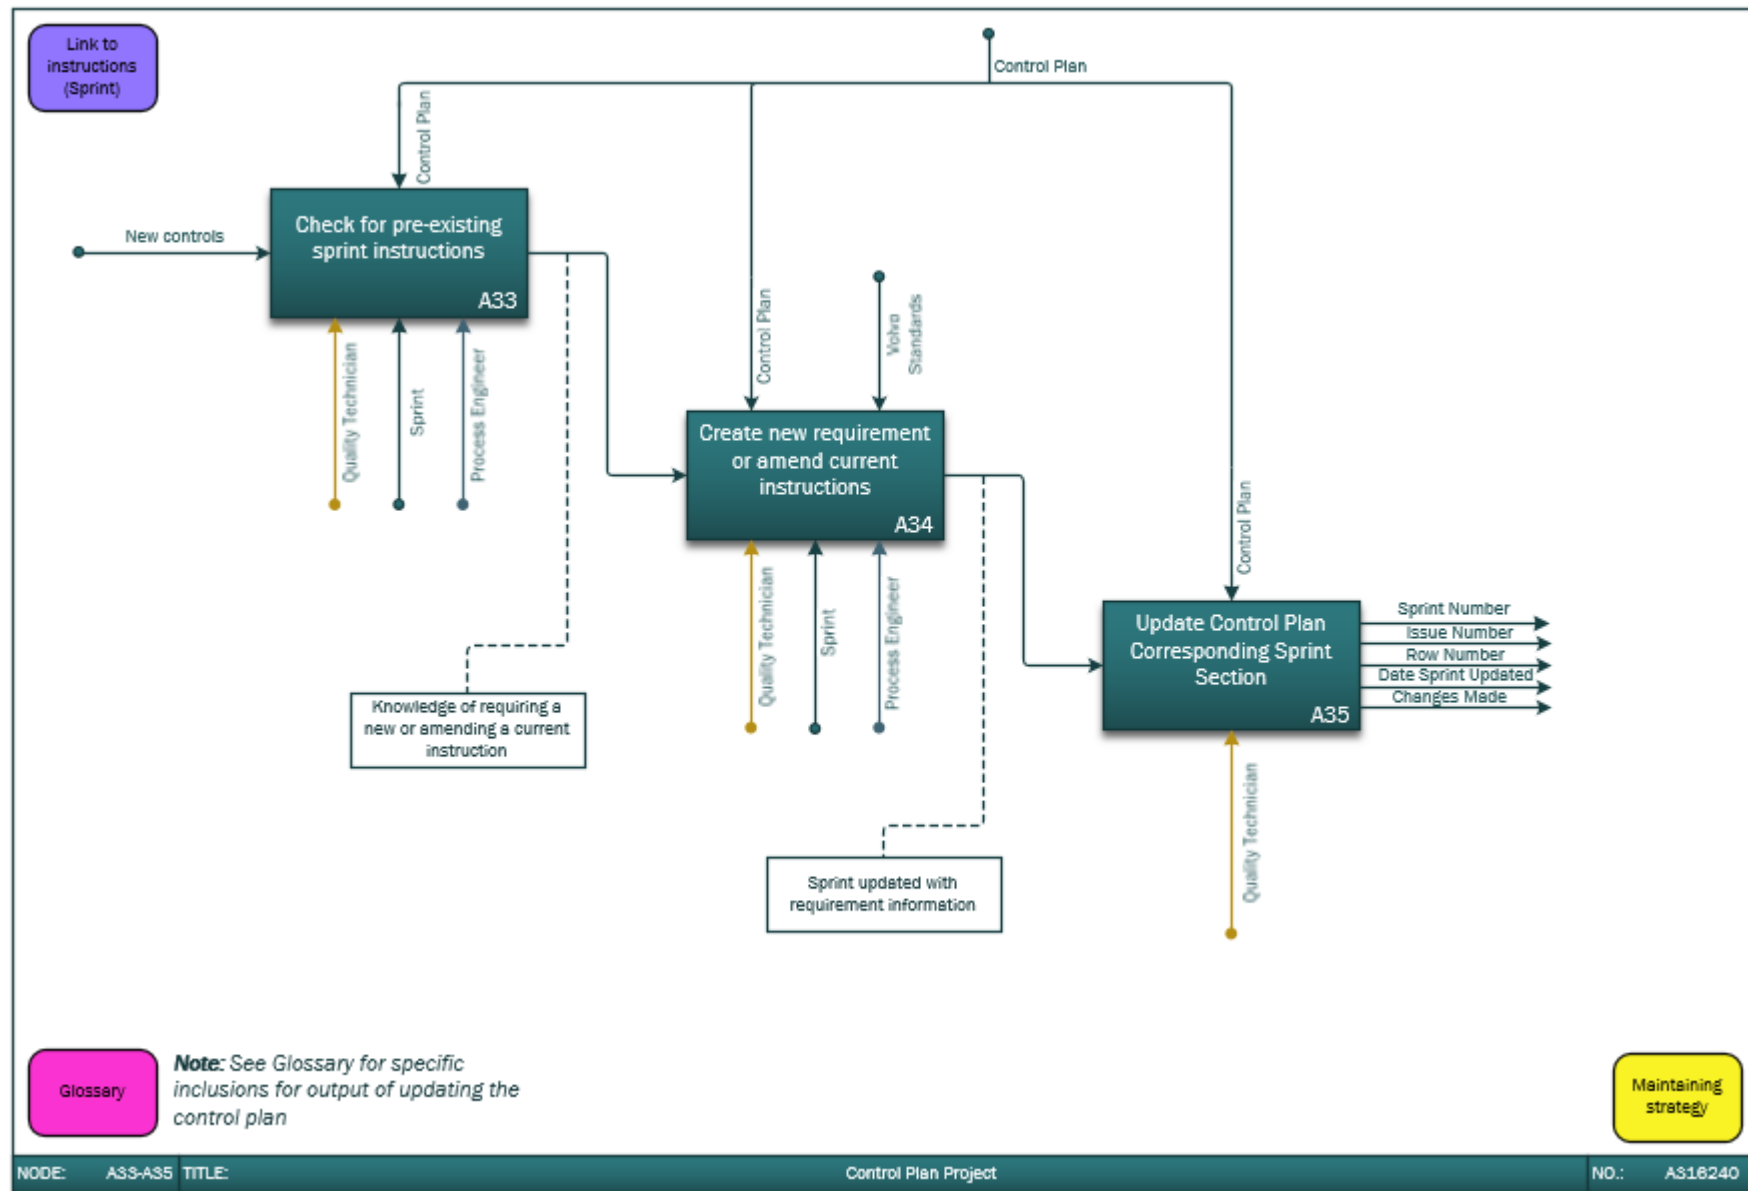 Link to
instructions
(Sprint)
Control Plan
Control Plan
New controls
Check for pre-existing
sprint instructions
A33
Quality Technician
Sprint
Process Engineer
Control Plan
Volvo
Standards
Create new requirement
or amend current
instructions
A34
Quality Technician
Sprint
Process Engineer
Control Plan
Update Control Plan
Corresponding Sprint
Section
A35
Sprint Number
Issue Number
Row Number
Date Sprint Updated
Changes Made
Quality Technician
Knowledge of requiring a
new or amending a current
instruction
Sprint updated with
requirement information
Glossary
Note: See Glossary for specific
inclusions for output of updating the
control plan
Maintaining
strategy
NODE: A33-A35 TITLE: Control Plan Project NO.: AS16240